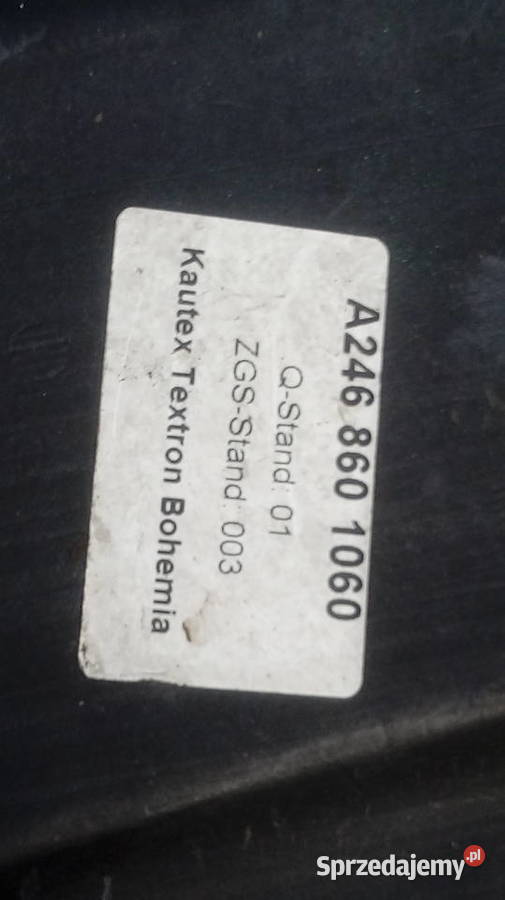 A246 860 1060
Q-Stand: 01
ZGS-Stand: 003
Kautex Textron Bohemia
Sprzedajemy.pl